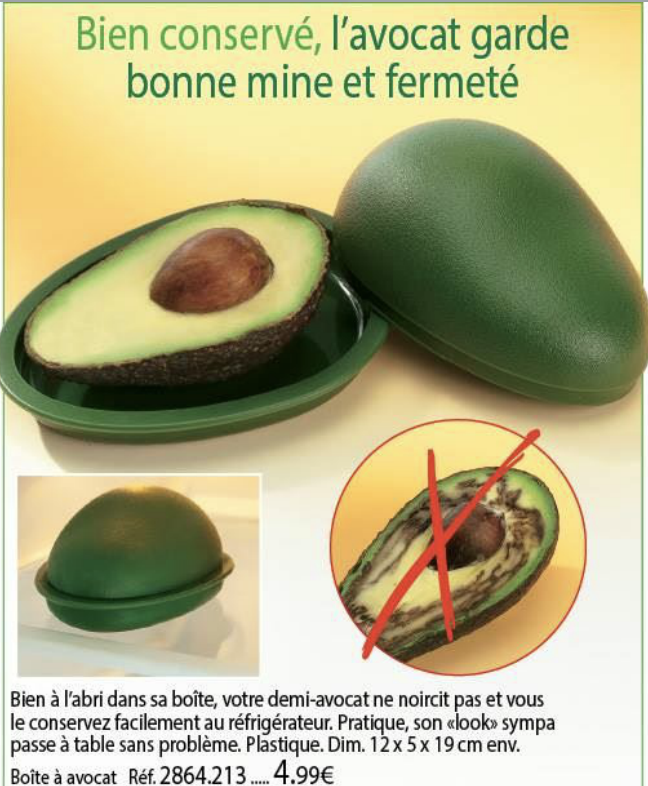 Bien conservé, l'avocat garde
bonne mine et fermeté
Bien à l'abri dans sa boîte, votre demi-avocat ne noircit pas et vous
le conservez facilement au réfrigérateur. Pratique, son «look» sympa
passe à table sans problème. Plastique. Dim. 12 x 5 x 19 cm env.
Boîte à avocat Réf. 2864.213 ..... 4.99€